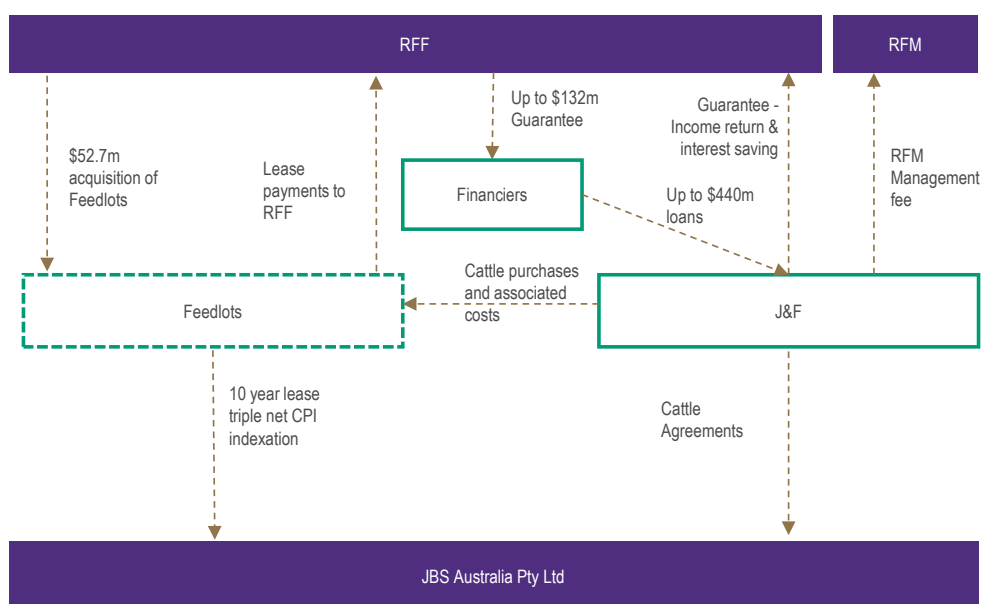 RFF
RFM
$52.7m
acquisition of
Feedlots
Lease
payments to
RFF
Up to $132m
Guarantee
Guarantee -
Income return &
interest saving
RFM
Management
fee
Financiers
Up to $440m
loans
Feedlots
Cattle purchases
and associated
costs
J&F
10 year lease
triple net CPI
indexation
Cattle
Agreements
JBS Australia Pty Ltd